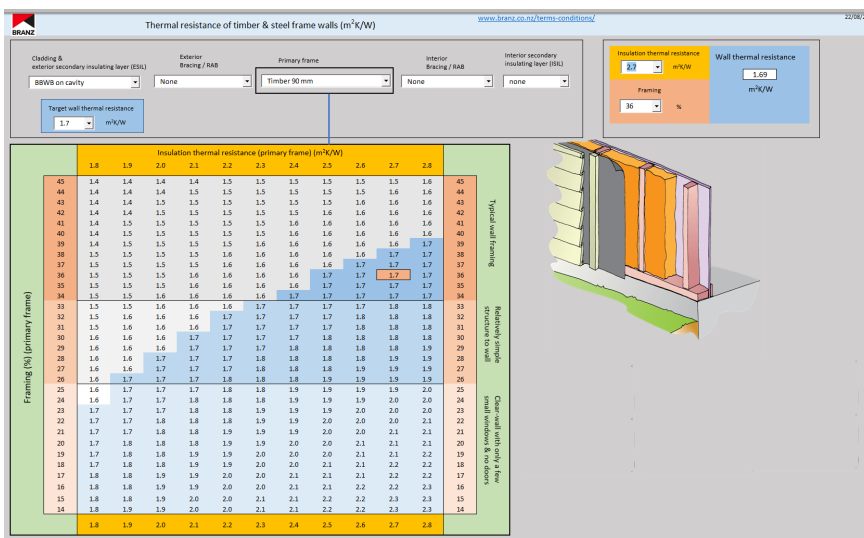 BRANZ
Thermal resistance of timber & steel frame walls (m²K/W)
www.branz.co.nz/terms-conditions/
22/08/2
Cladding &
exterior secondary insulating layer (ESIL)
BBWB on cavity
Exterior
Bracing / RAB
None
Primary frame
Timber 90 mm
Interior
Bracing / RAB
None
Interior secondary
insulating layer (ISIL)
none
Target wall thermal resistance
1.7 m²K/W
Insulation thermal resistance
2.7 m²K/W
Framing
36 %
Wall thermal resistance
1.69
m²K/W
Insulation thermal resistance (primary frame) (m²K/W)
1.8 1.9 2.0 2.1 2.2 2.3 2.4 2.5 2.6 2.7 2.8
45 1.4 1.4 1.4 1.4 1.5 1.5 1.5 1.5 1.5 1.5 1.6 45
44 1.4 1.4 1.4 1.5 1.5 1.5 1.5 1.5 1.5 1.6 1.6 44
43 1.4 1.4 1.5 1.5 1.5 1.5 1.5 1.5 1.6 1.6 1.6 43
42 1.4 1.4 1.5 1.5 1.5 1.5 1.5 1.6 1.6 1.6 1.6 42
41 1.4 1.5 1.5 1.5 1.5 1.5 1.6 1.6 1.6 1.6 1.6 41
40 1.4 1.5 1.5 1.5 1.5 1.5 1.6 1.6 1.6 1.6 1.6 40
39 1.4 1.5 1.5 1.5 1.5 1.6 1.6 1.6 1.6 1.6 1.7 39
38 1.4 1.5 1.5 1.5 1.5 1.6 1.6 1.6 1.6 1.7 1.7 38
37 1.5 1.5 1.5 1.5 1.6 1.6 1.6 1.6 1.7 1.7 1.7 37
36 1.5 1.5 1.5 1.6 1.6 1.6 1.6 1.7 1.7 1.7 1.7 36
35 1.5 1.5 1.5 1.6 1.6 1.6 1.6 1.7 1.7 1.7 1.7 35
34 1.5 1.5 1.6 1.6 1.6 1.6 1.7 1.7 1.7 1.7 1.7 34
33 1.5 1.5 1.6 1.6 1.6 1.7 1.7 1.7 1.7 1.8 1.8 33
32 1.5 1.6 1.6 1.6 1.7 1.7 1.7 1.7 1.8 1.8 1.8 32
31 1.5 1.6 1.6 1.6 1.7 1.7 1.7 1.7 1.8 1.8 1.8 31
30 1.6 1.6 1.6 1.7 1.7 1.7 1.7 1.8 1.8 1.8 1.8 30
29 1.6 1.6 1.6 1.7 1.7 1.7 1.8 1.8 1.8 1.8 1.9 29
28 1.6 1.6 1.7 1.7 1.7 1.8 1.8 1.8 1.8 1.9 1.9 28
27 1.6 1.6 1.7 1.7 1.7 1.8 1.8 1.8 1.9 1.9 1.9 27
26 1.6 1.7 1.7 1.7 1.8 1.8 1.8 1.9 1.9 1.9 1.9 26
25 1.6 1.7 1.7 1.7 1.8 1.8 1.9 1.9 1.9 1.9 2.0 25
24 1.6 1.7 1.7 1.8 1.8 1.8 1.9 1.9 1.9 2.0 2.0 24
23 1.7 1.7 1.7 1.8 1.8 1.9 1.9 1.9 2.0 2.0 2.0 23
22 1.7 1.7 1.8 1.8 1.8 1.9 1.9 2.0 2.0 2.0 2.1 22
21 1.7 1.7 1.8 1.8 1.9 1.9 1.9 2.0 2.0 2.1 2.1 21
20 1.7 1.8 1.8 1.8 1.9 1.9 2.0 2.0 2.1 2.1 2.1 20
19 1.7 1.8 1.8 1.9 1.9 2.0 2.0 2.0 2.1 2.1 2.2 19
18 1.7 1.8 1.8 1.9 1.9 2.0 2.0 2.1 2.1 2.2 2.2 18
17 1.8 1.8 1.9 1.9 2.0 2.0 2.1 2.1 2.1 2.2 2.2 17
16 1.8 1.8 1.9 1.9 2.0 2.0 2.1 2.1 2.2 2.2 2.3 16
15 1.8 1.8 1.9 2.0 2.0 2.1 2.1 2.2 2.2 2.3 2.3 15
14 1.8 1.9 1.9 2.0 2.0 2.1 2.1 2.2 2.2 2.3 2.3 14
1.8 1.9 2.0 2.1 2.2 2.3 2.4 2.5 2.6 2.7 2.8
Framing (%) (primary frame)
Typical wall framing
Relatively simple
structure to wall
Clear-wall with only a few
small windows & no doors